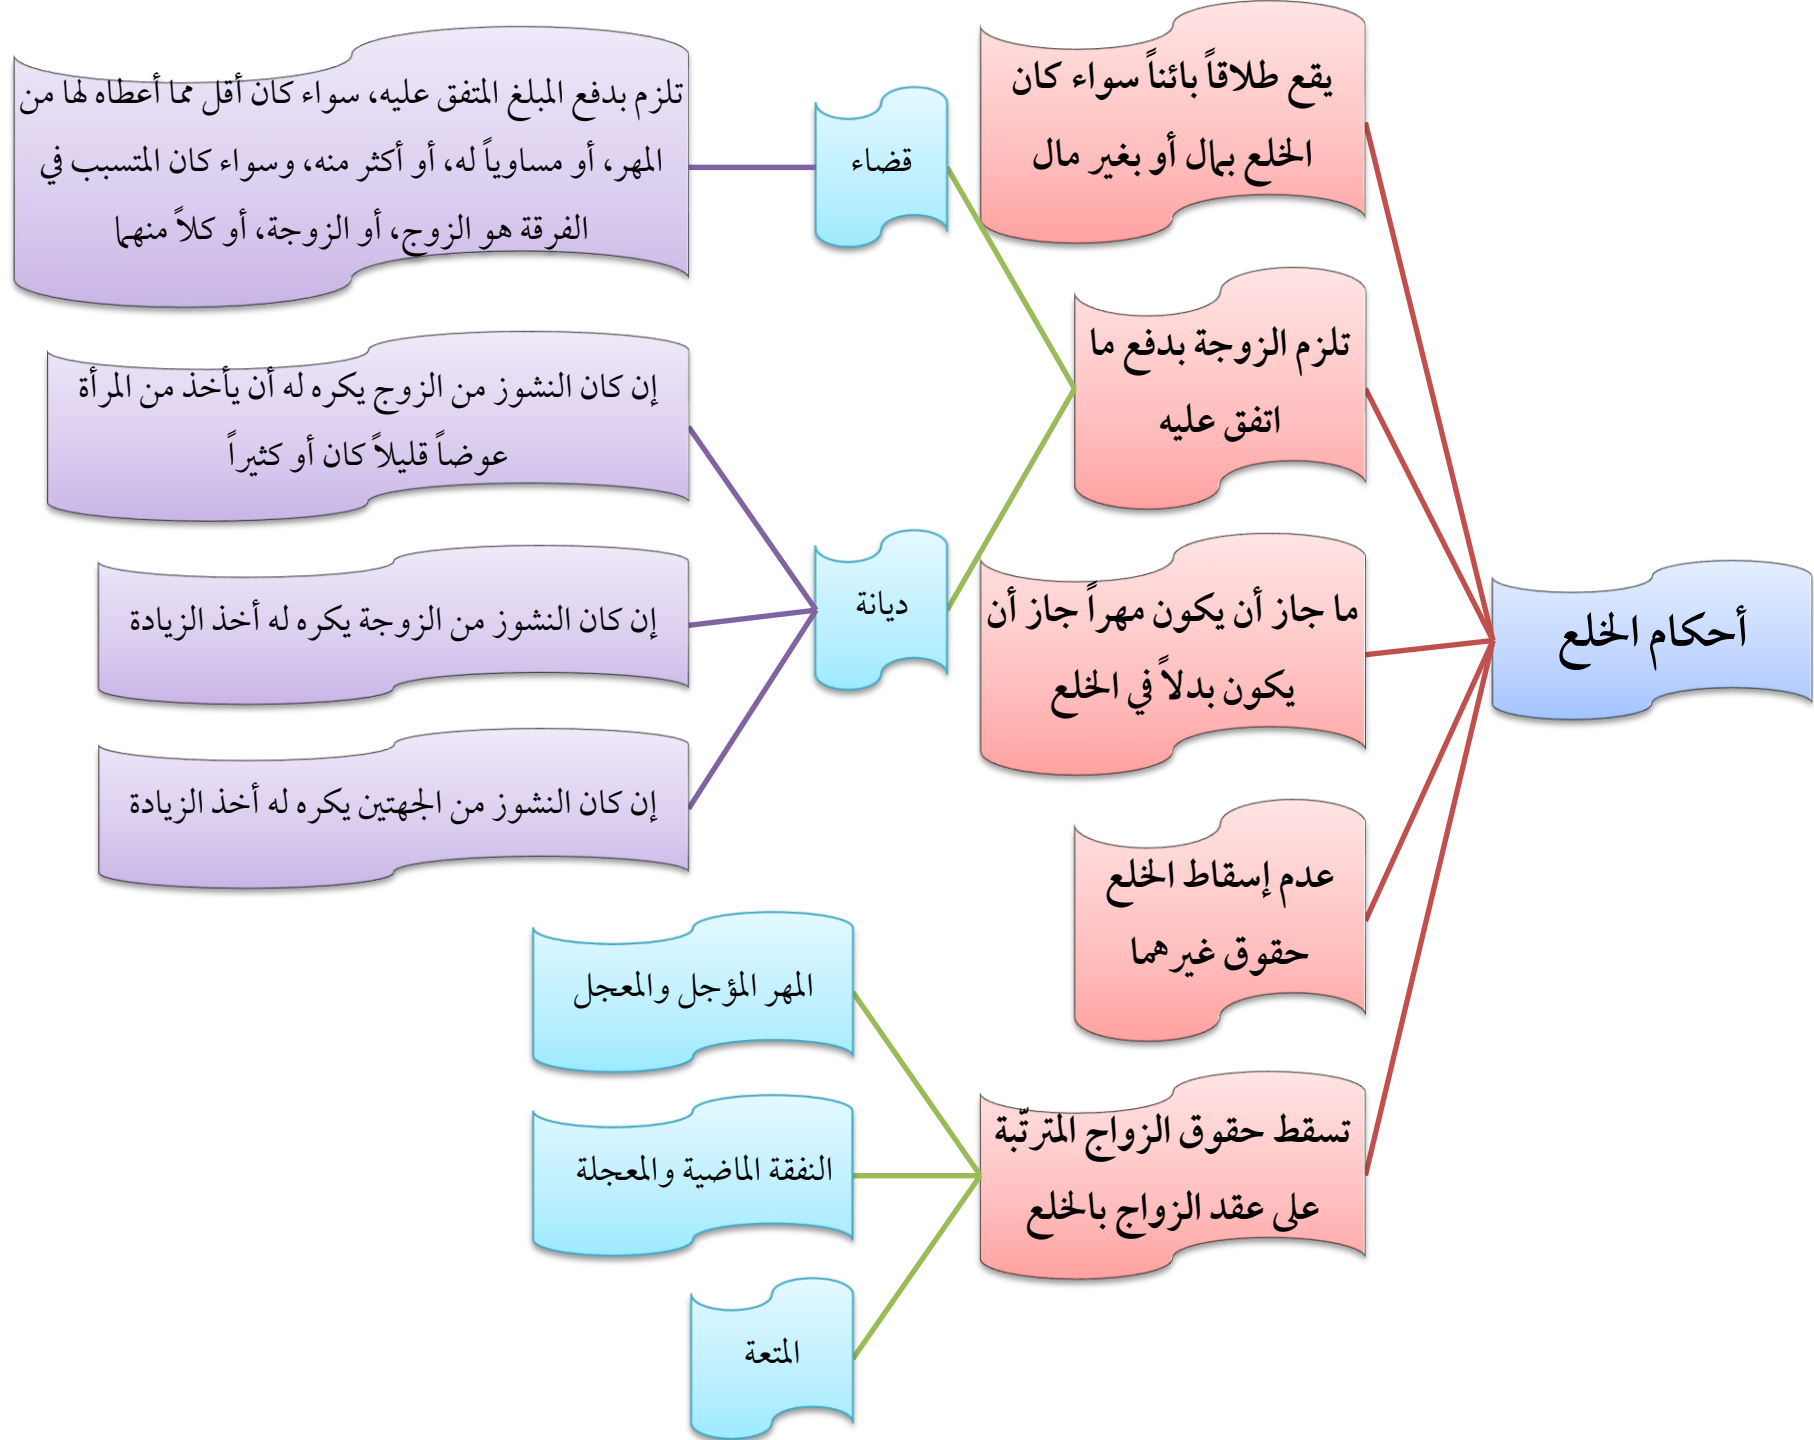 أحكام الخلع
يقع طلاقاً بائناً سواء كان
الخلع بمال أو بغير مال
تلزم الزوجة بدفع ما
اتفق عليه
قضاء
تلزم بدفع المبلغ المتفق عليه، سواء كان أقل مما أعطاه لها من
المهر، أو مساوياً له، أو أكثر منه، وسواء كان المتسبب في
الفرقة هو الزوج، أو الزوجة، أو كلاً منهما
ديانة
إن كان النشوز من الزوج يكره له أن يأخذ من المرأة
عوضاً قليلاً كان أو كثيراً
إن كان النشوز من الزوجة يكره له أخذ الزيادة
إن كان النشوز من الجهتين يكره له أخذ الزيادة
ما جاز أن يكون مهراً جاز أن
يكون بدلاً في الخلع
عدم إسقاط الخلع
حقوق غيرهما
تسقط حقوق الزواج المترتّبة
على عقد الزواج بالخلع
المهر المؤجل والمعجل
النفقة الماضية والمعجلة
المتعة